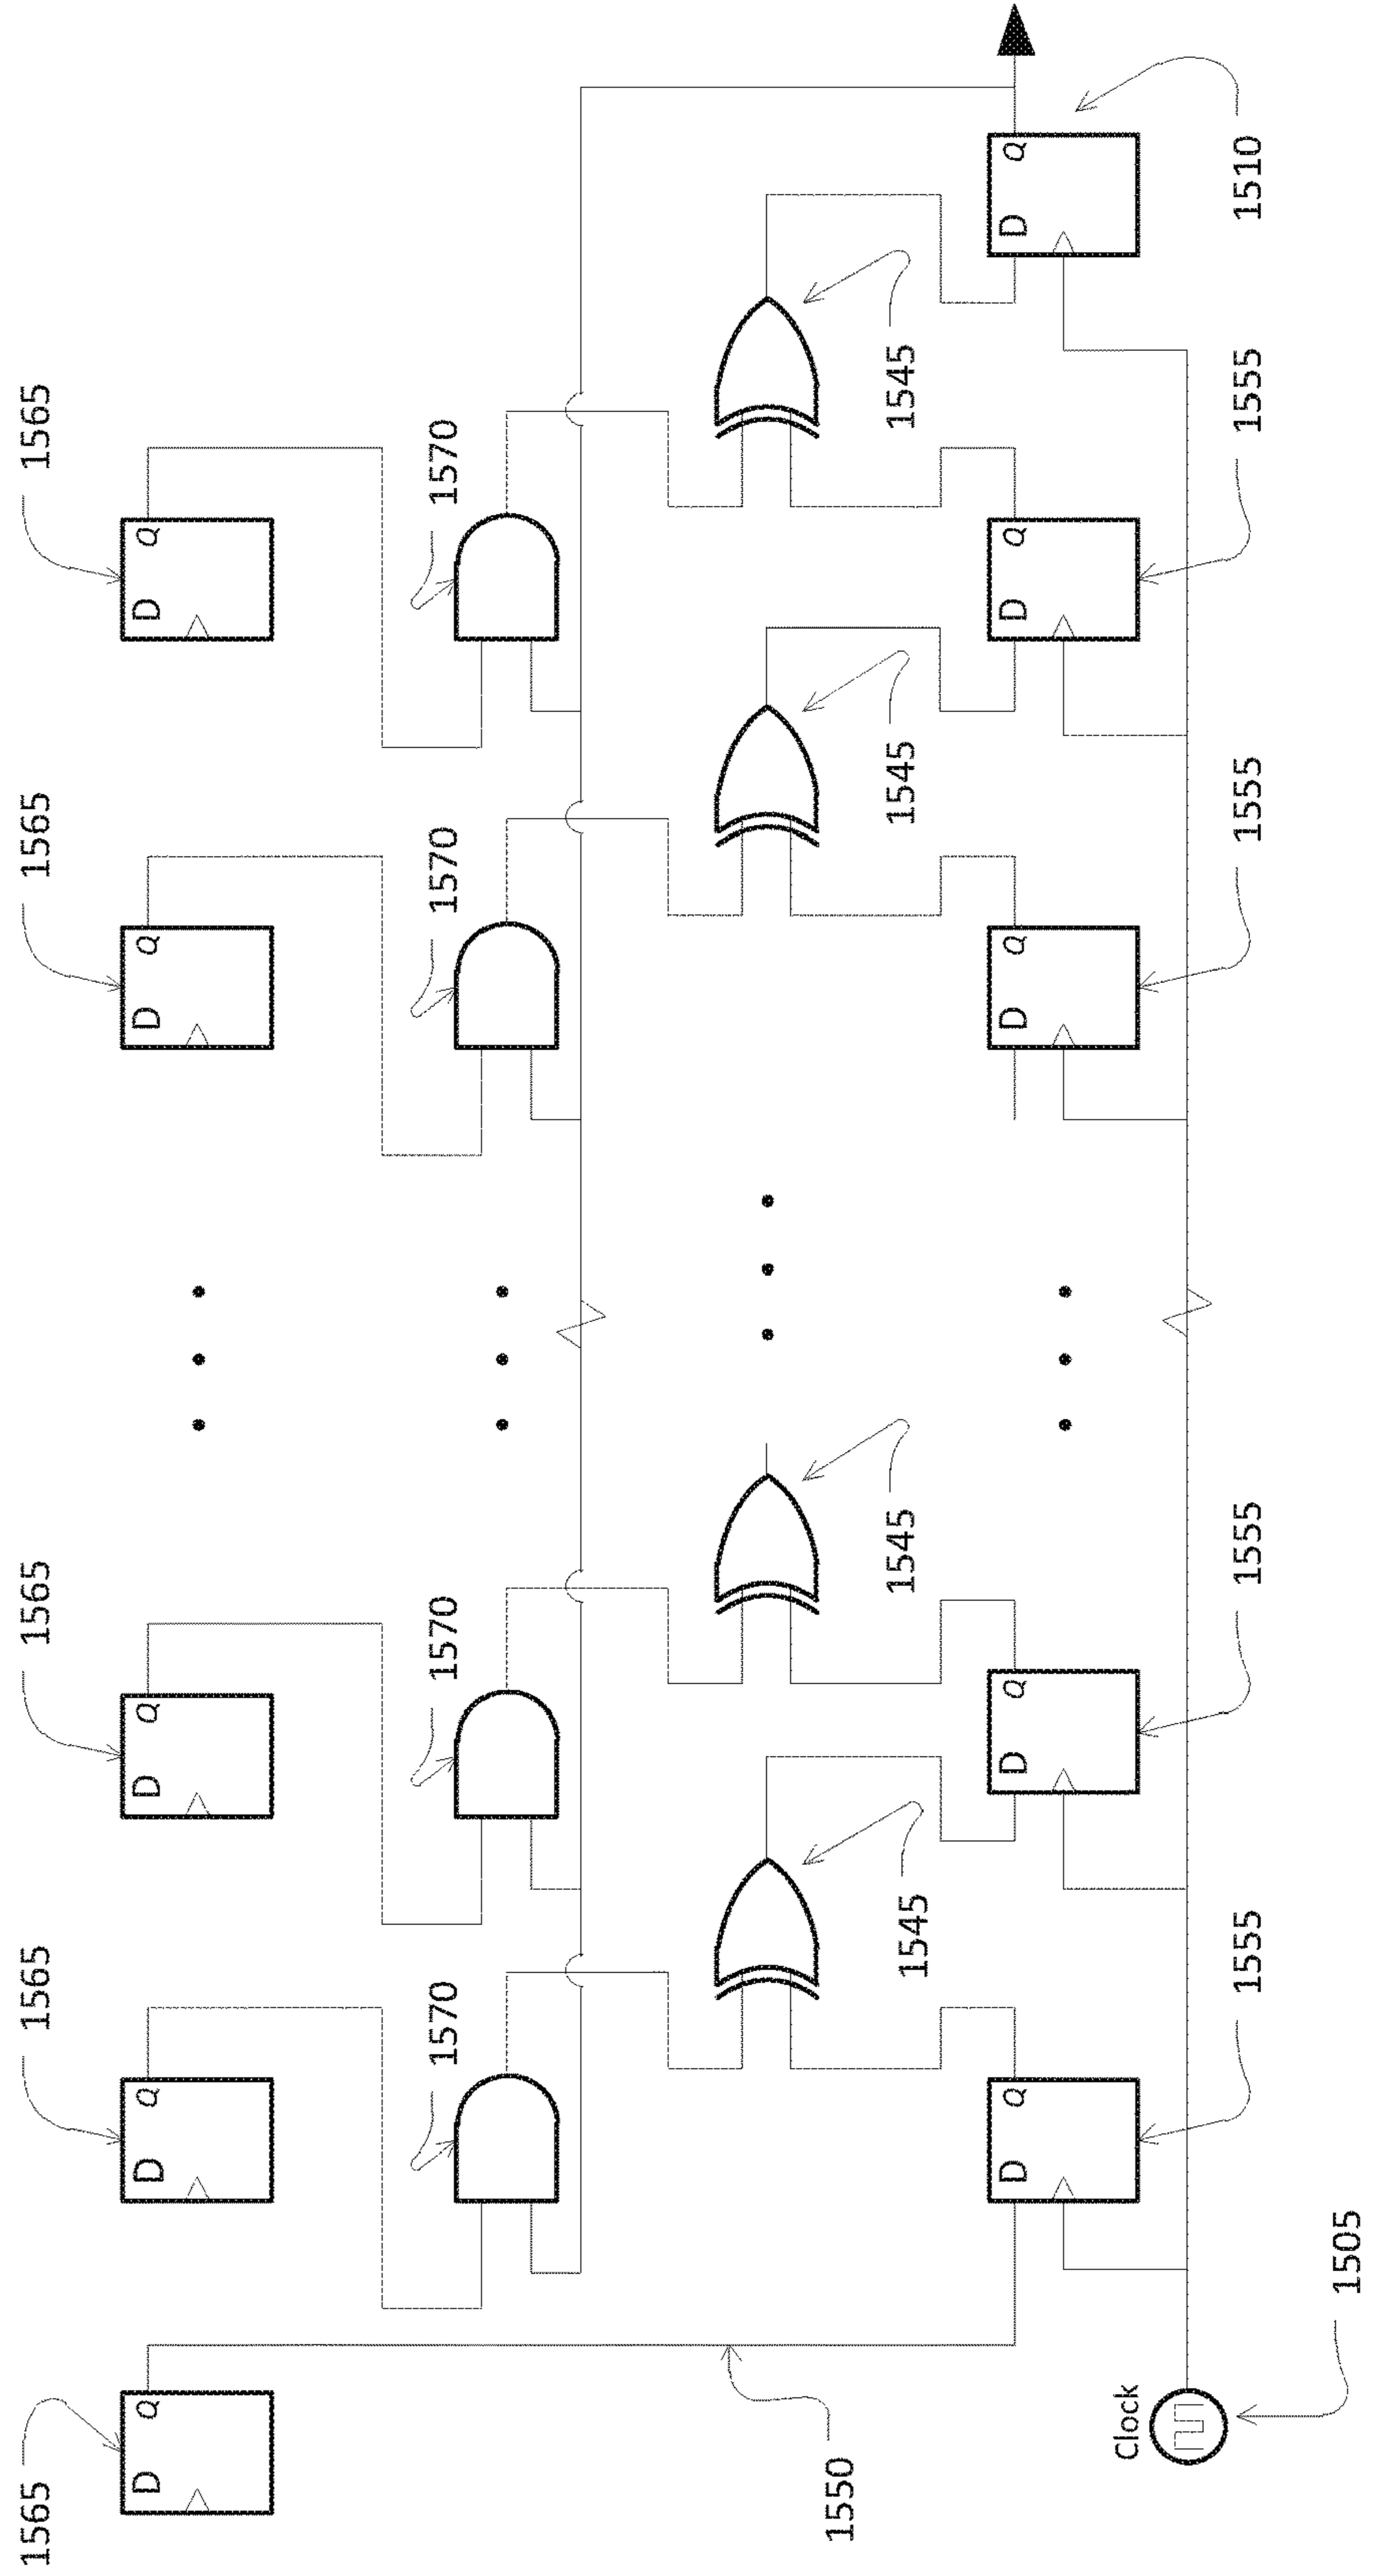 1565 1565 1565 1565 1565
D Q D Q D Q D Q D Q
1570 1570 1570 1570
1550
1545 1545 1545 1545
D Q D Q D Q D Q D Q
Clock
1555 1555 1555 1555 1510
1505